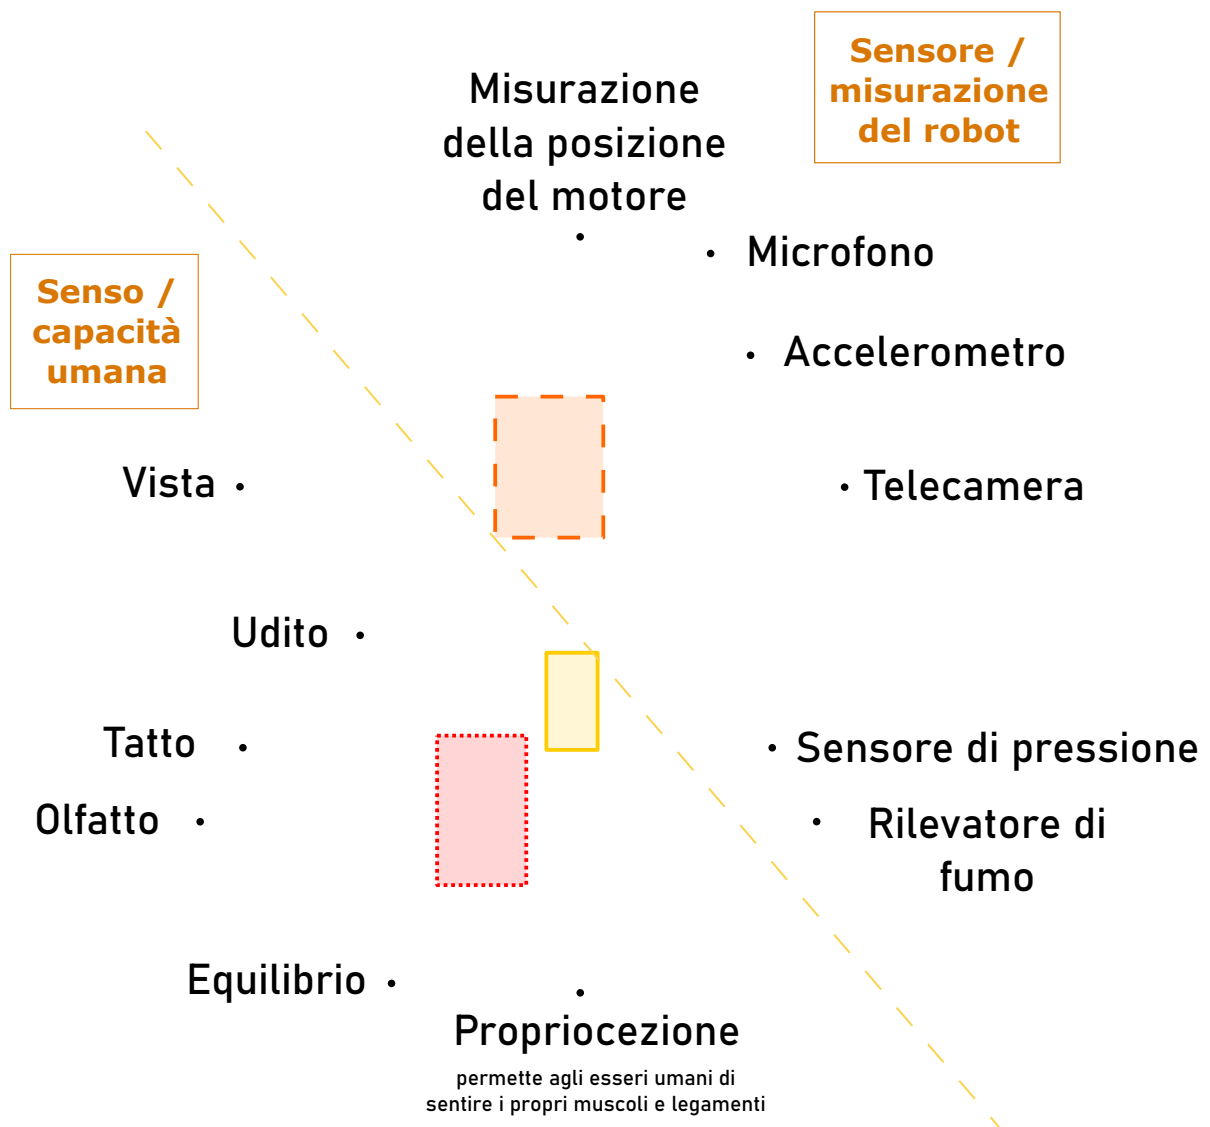 Sensore /
misurazione
del robot
Misurazione
della posizione
del motore
Microfono
Senso /
capacità
umana
Accelerometro
Vista
Telecamera
Udito
Tatto
Sensore di pressione
Olfatto
Rilevatore di
fumo
Equilibrio
Propriocezione
permette agli esseri umani di
sentire i propri muscoli e legamenti